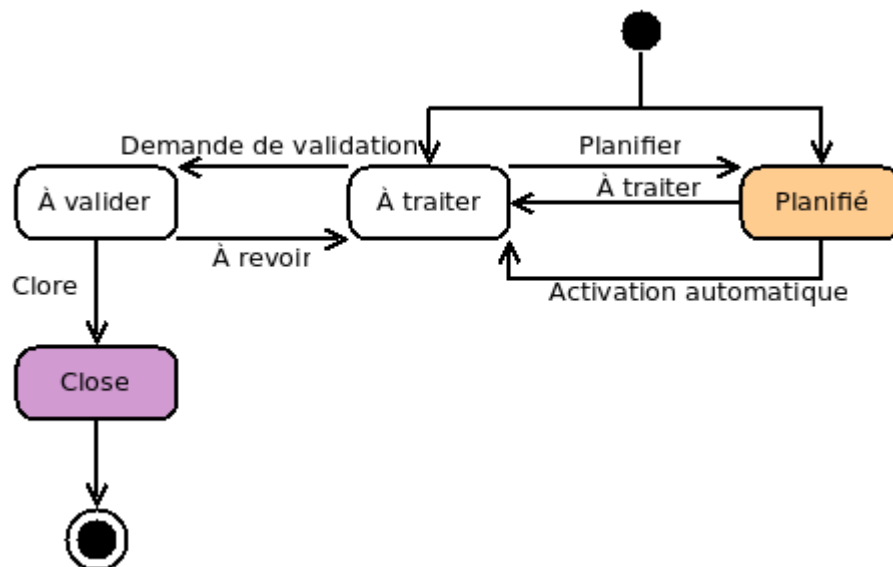 Demande de validation
Planifier
À valider
À traiter
À traiter
Planifié
À revoir
Clore
Activation automatique
Close